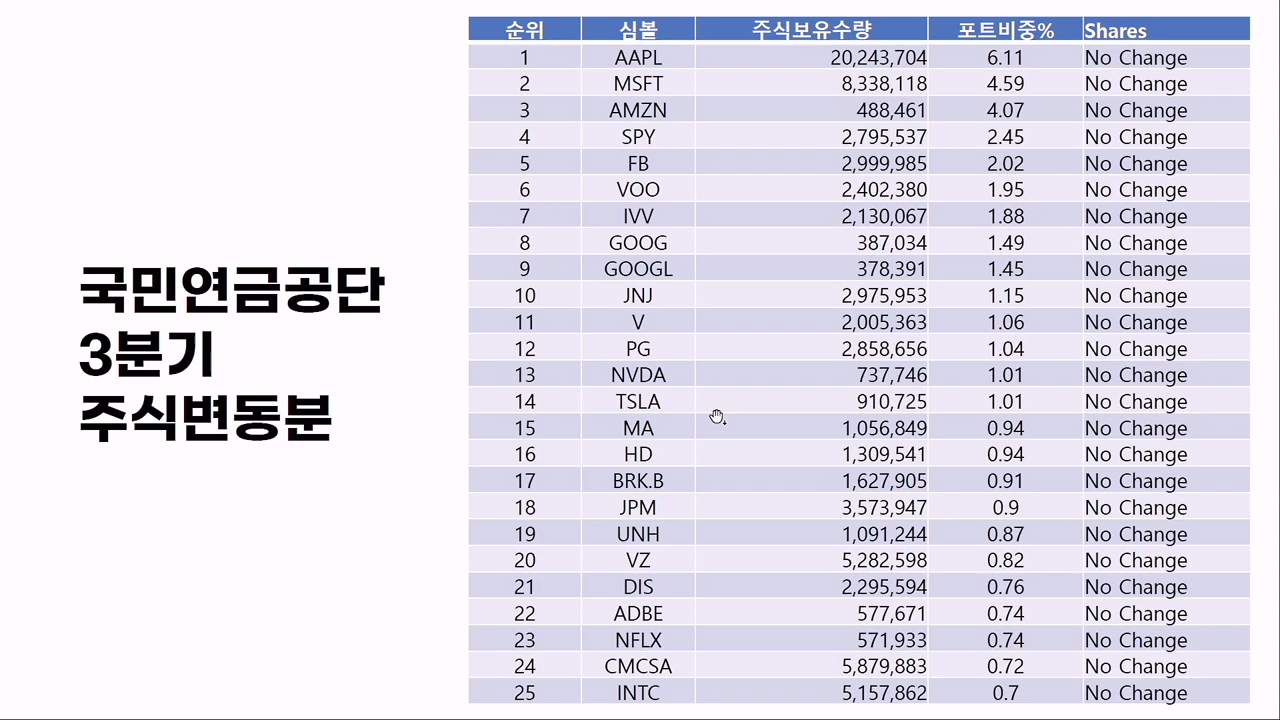 국민연금공단
3분기
주식변동분
순위 심볼 주식보유수량 포트비중% Shares
1 AAPL 20,243,704 6.11 No Change
2 MSFT 8,338,118 4.59 No Change
3 AMZN 488,461 4.07 No Change
4 SPY 2,795,537 2.45 No Change
5 FB 2,999,985 2.02 No Change
6 VOO 2,402,380 1.95 No Change
7 IVV 2,130,067 1.88 No Change
8 GOOG 387,034 1.49 No Change
9 GOOGL 378,391 1.45 No Change
10 JNJ 2,975,953 1.15 No Change
11 V 2,005,363 1.06 No Change
12 PG 2,858,656 1.04 No Change
13 NVDA 737,746 1.01 No Change
14 TSLA 910,725 1.01 No Change
15 MA 1,056,849 0.94 No Change
16 HD 1,309,541 0.94 No Change
17 BRK.B 1,627,905 0.91 No Change
18 JPM 3,573,947 0.9 No Change
19 UNH 1,091,244 0.87 No Change
20 VZ 5,282,598 0.82 No Change
21 DIS 2,295,594 0.76 No Change
22 ADBE 577,671 0.74 No Change
23 NFLX 571,933 0.74 No Change
24 CMCSA 5,879,883 0.72 No Change
25 INTC 5,157,862 0.7 No Change